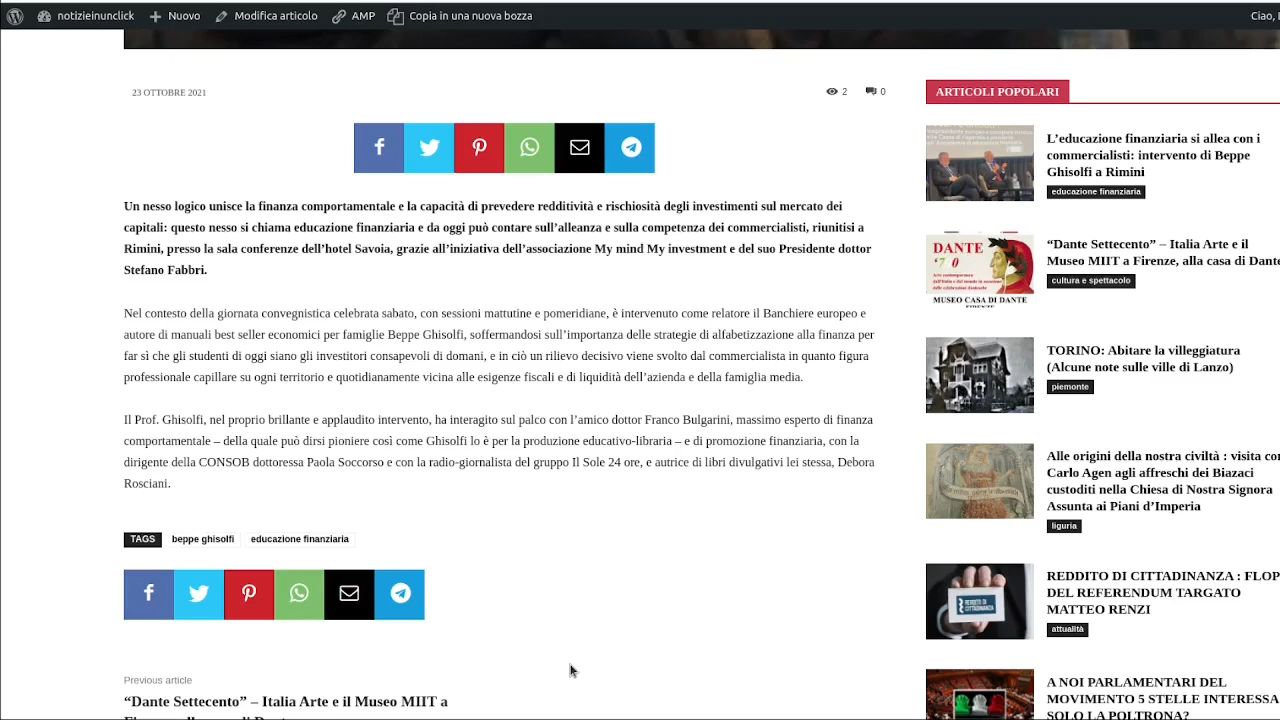 notizieinunclick
Nuovo
Modifica articolo
AMP
Copia in una nuova bozza
Ciao,
23 OTTOBRE 2021
2
0
Un nesso logico unisce la finanza comportamentale e la capacità di prevedere redditività e rischiosità degli investimenti sul mercato dei
capitali: questo nesso si chiama educazione finanziaria e da oggi può contare sull’alleanza e sulla competenza dei commercialisti, riunitisi a
Rimini, presso la sala conferenze dell’hotel Savoia, grazie all’iniziativa dell’associazione My mind My investment e del suo Presidente dottor
Stefano Fabbri.
Nel contesto della giornata convegnistica celebrata sabato, con sessioni mattutine e pomeridiane, è intervenuto come relatore il Banchiere europeo e
autore di manuali best seller economici per famiglie Beppe Ghisolfi, soffermandosi sull’importanza delle strategie di alfabetizzazione alla finanza per
far sì che gli studenti di oggi siano gli investitori consapevoli di domani, e in ciò un rilievo decisivo viene svolto dal commercialista in quanto figura
professionale capillare su ogni territorio e quotidianamente vicina alle esigenze fiscali e di liquidità dell’azienda e della famiglia media.
Il Prof. Ghisolfi, nel proprio brillante e applaudito intervento, ha interagito sul palco con l’amico dottor Franco Bulgarini, massimo esperto di finanza
comportamentale – della quale può dirsi pioniere così come Ghisolfi lo è per la produzione educativo-libraria – e di promozione finanziaria, con la
dirigente della CONSOB dottoressa Paola Soccorso e con la radio-giornalista del gruppo Il Sole 24 ore, e autrice di libri divulgativi lei stessa, Debora
Rosciani.
TAGS
beppe ghisolfi
educazione finanziaria
Previous article
“Dante Settecento” – Italia Arte e il Museo MIIT a
ARTICOLI POPOLARI
L’educazione finanziaria si allea con i
commercialisti: intervento di Beppe
Ghisolfi a Rimini
educazione finanziaria
DANTE
MUSEO CASA DI DANTE
“Dante Settecento” – Italia Arte e il
Museo MIIT a Firenze, alla casa di Dante
cultura e spettacolo
TORINO: Abitare la villeggiatura
(Alcune note sulle ville di Lanzo)
piemonte
Alle origini della nostra civiltà : visita con
Carlo Agen agli affreschi dei Biazaci
custoditi nella Chiesa di Nostra Signora
Assunta ai Piani d’Imperia
liguria
REDDITO DI CITTADINANZA
REDDITO DI CITTADINANZA : FLOP
DEL REFERENDUM TARGATO
MATTEO RENZI
attualità
A NOI PARLAMENTARI DEL
MOVIMENTO 5 STELLE INTERESSA
SOLO LA POLTRONA?